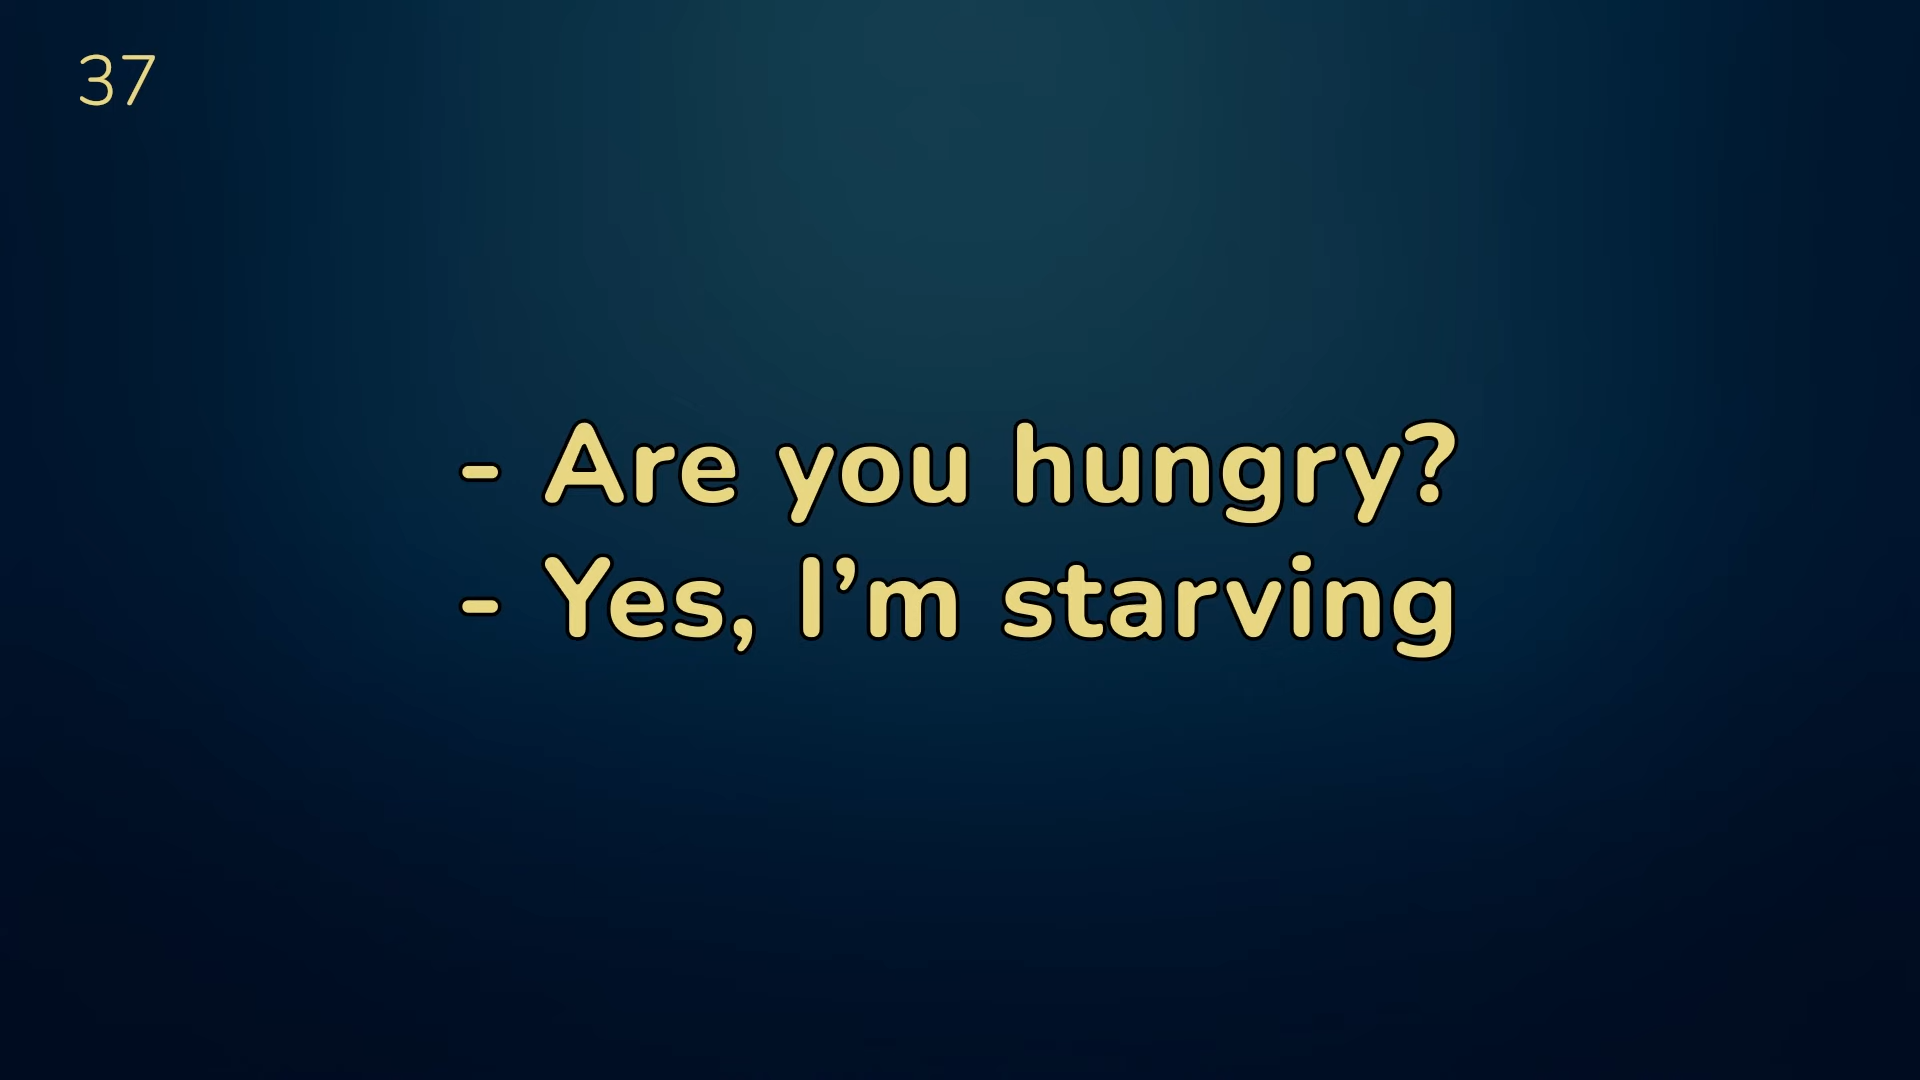 37
- Are you hungry?
- Yes, I’m starving